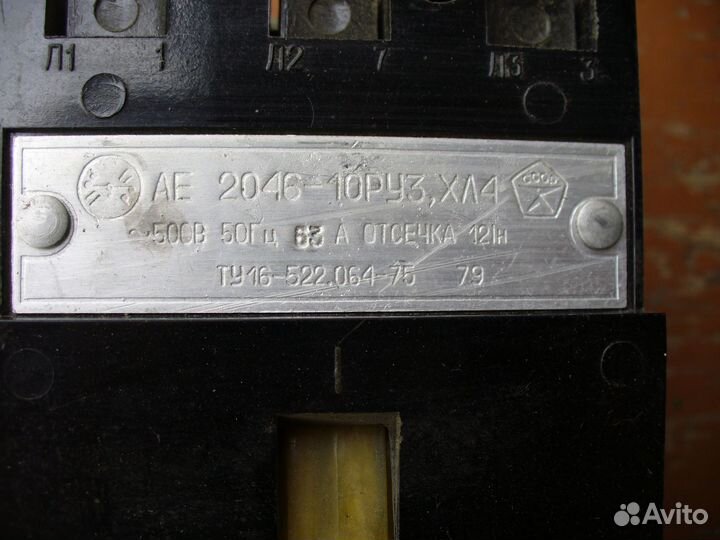 Л1 1 Л2 7 Л3 3
АЕ 2046-10РУ3,ХЛ4 СССР
~500В 50Гц 63 А ОТСЕЧКА 12Iн
ТУ16-522.064-75 79
Avito